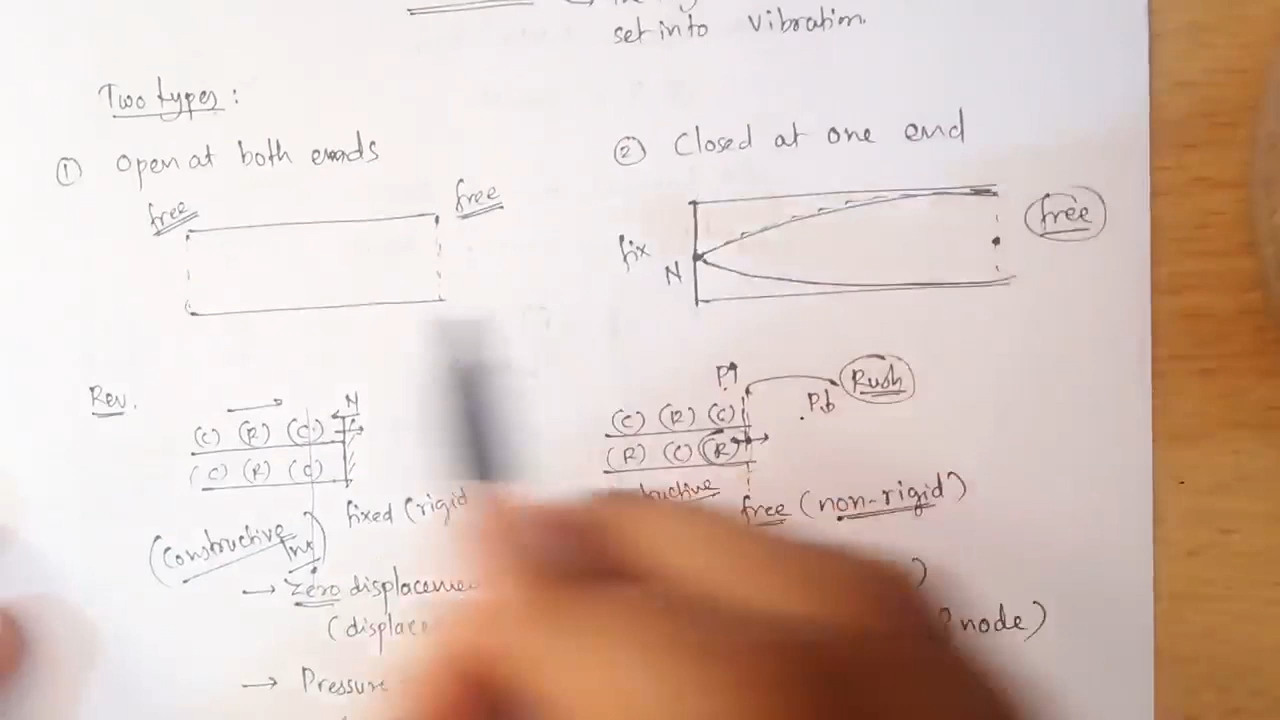 set into vibration.
Two types:
① Open at both ends
free
free
② Closed at one end
fix
N
free
Rev.
N
(C) (R) (C)
(C) (R) (C)
fixed (rigid
(Constructive
Int)
→ Zero displaceme
(displace
→ Pressure
P↑
Rush
P↓
(C) (R) (C)
(R) (C) (R)
free (non-rigid)
)
node)